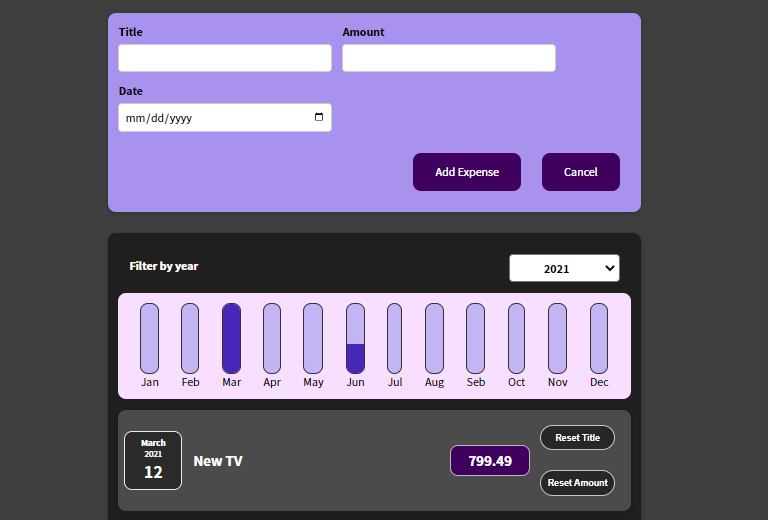 Title Amount
Date
mm/dd/yyyy
Add Expense Cancel
Filter by year 2021
Jan Feb Mar Apr May Jun Jul Aug Seb Oct Nov Dec
March
2021
12
New TV
799.49
Reset Title
Reset Amount